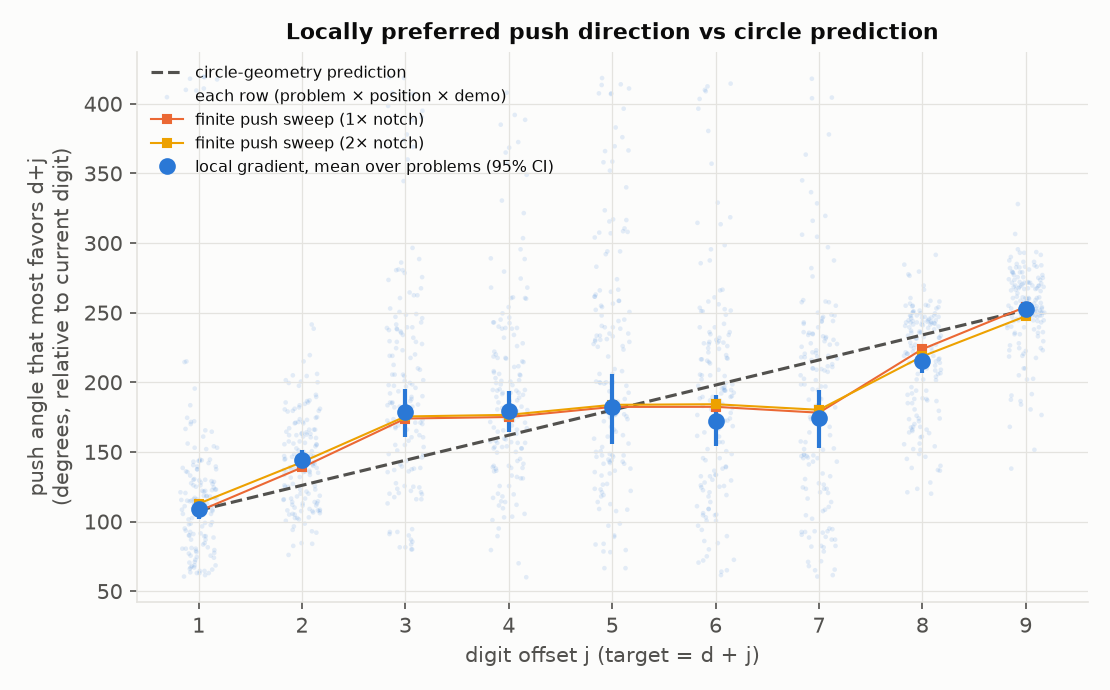 Locally preferred push direction vs circle prediction
circle-geometry prediction
each row (problem × position × demo)
finite push sweep (1× notch)
finite push sweep (2× notch)
local gradient, mean over problems (95% CI)
push angle that most favors d+j
(degrees, relative to current digit)
400
350
300
250
200
150
100
50
1 2 3 4 5 6 7 8 9
digit offset j (target = d + j)